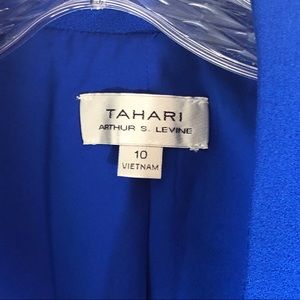 TAHARI
ARTHUR S. LEVINE
10
VIETNAM